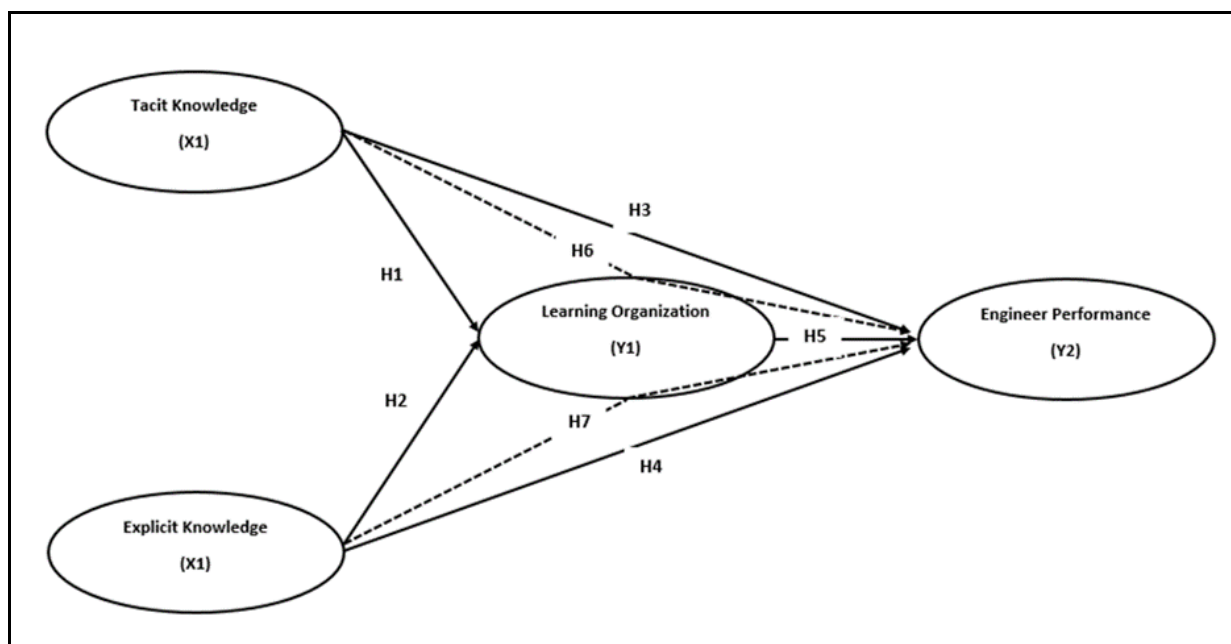 Tacit Knowledge
(X1)
H3
H6
H1
Learning Organization
(Y1)
H5
Engineer Performance
(Y2)
H2
H7
H4
Explicit Knowledge
(X1)